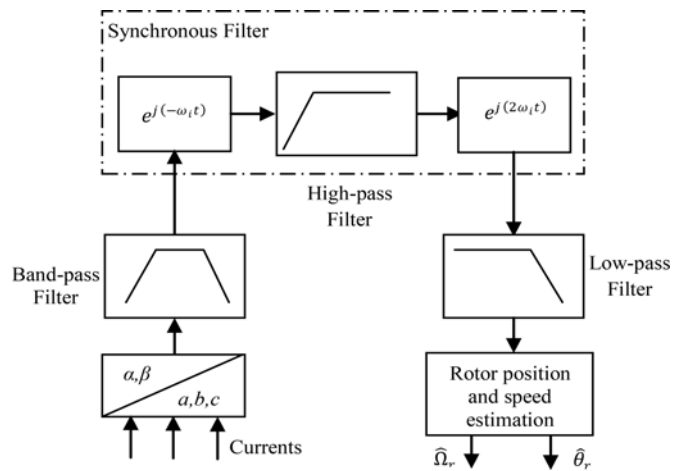 Synchronous Filter
e^{j(-ω_i t)}
e^{j(2ω_i t)}
High-pass
Filter
Band-pass
Filter
Low-pass
Filter
α,β
a,b,c
Rotor position
and speed
estimation
Currents
Ω̂_r
θ̂_r